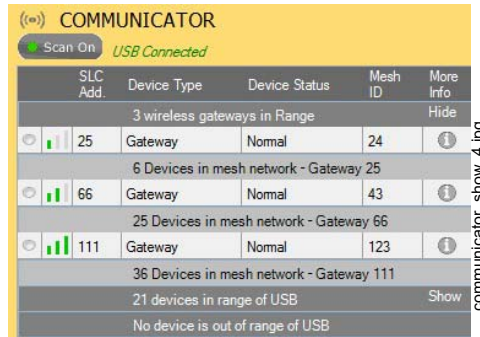 COMMUNICATOR
Scan On USB Connected
SLC Add. Device Type Device Status Mesh ID More Info
3 wireless gateways in Range Hide
25 Gateway Normal 24
6 Devices in mesh network - Gateway 25
66 Gateway Normal 43
25 Devices in mesh network - Gateway 66
111 Gateway Normal 123
36 Devices in mesh network - Gateway 111
21 devices in range of USB Show
No device is out of range of USB
communicator_show_4.jpg